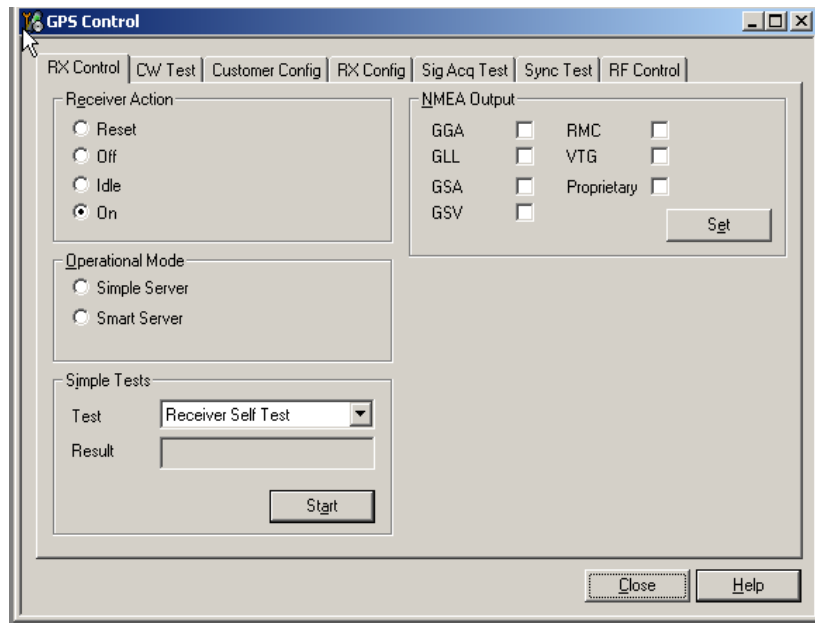 GPS Control
RX Control CW Test Customer Config RX Config Sig Acq Test Sync Test RF Control
Receiver Action
Reset
Off
Idle
On
Operational Mode
Simple Server
Smart Server
Simple Tests
Test Receiver Self Test
Result
Start
NMEA Output
GGA RMC
GLL VTG
GSA Proprietary
GSV
Set
Close Help